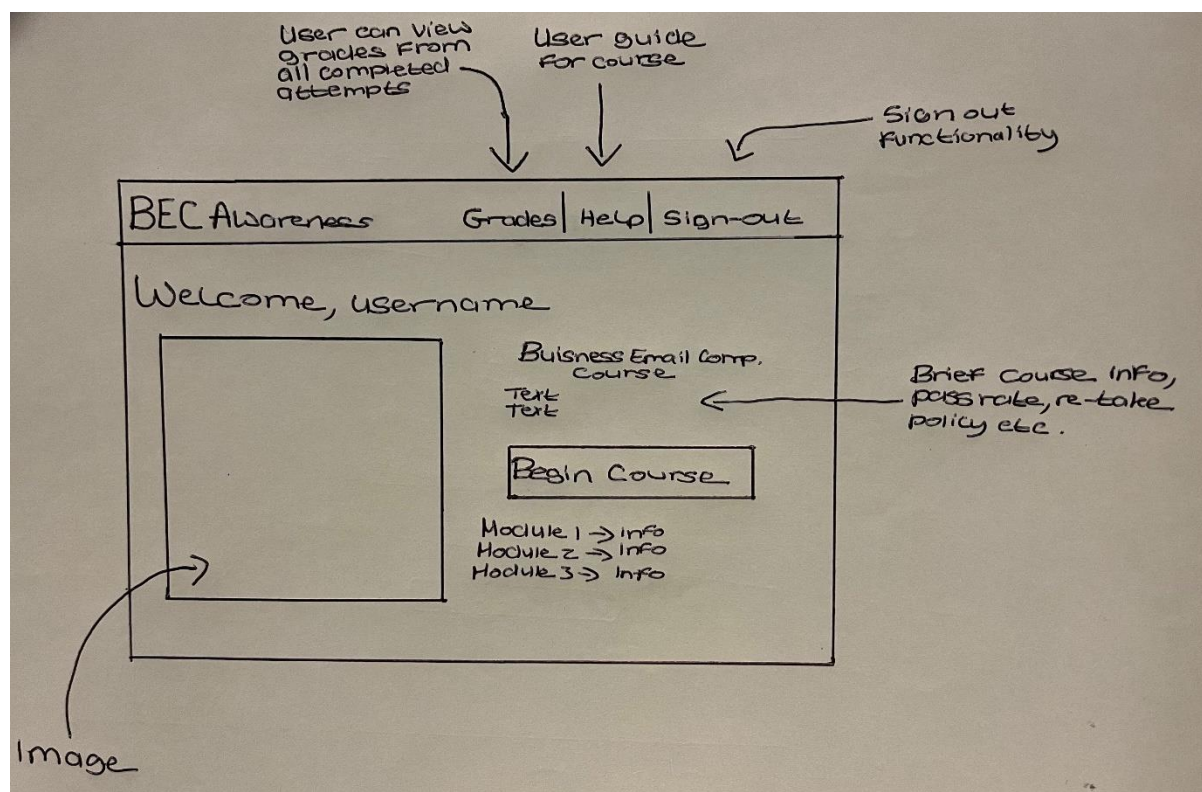 User can view
grades from
all completed
attempts
User guide
for course
Sign out
functionality
BEC Awareness
Grades | Help | Sign-out
Welcome, username
Buisness Email Comp.
Course
Text
Text
Brief course info,
pass rate, re-take
policy etc.
Begin Course
Module 1 → info
Module 2 → info
Module 3 → info
Image